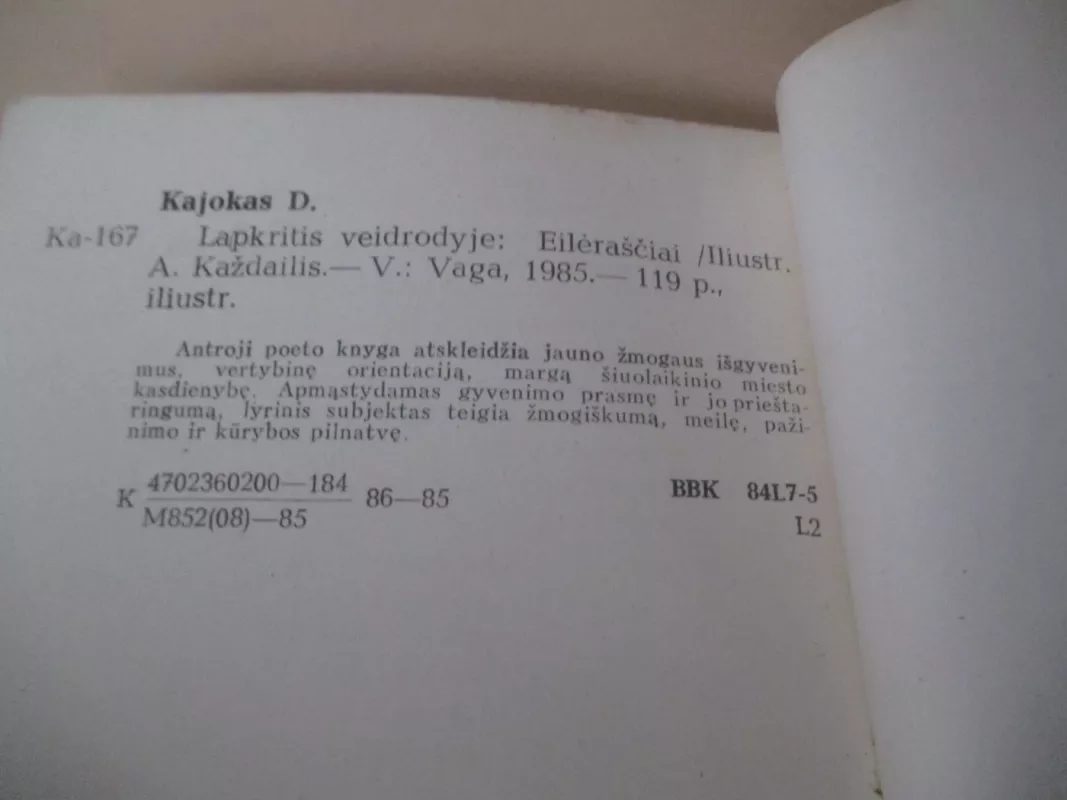 Kajokas D.
Ka-167 Lapkritis veidrodyje: Eilėraščiai /Iliustr.
A. Každailis.— V.: Vaga, 1985.— 119 p.,
iliustr.
Antroji poeto knyga atskleidžia jauno žmogaus išgyveni-
mus, vertybinę orientaciją, margą šiuolaikinio miesto
kasdienybę. Apmąstydamas gyvenimo prasmę ir jo priešta-
ringumą, lyrinis subjektas teigia žmogiškumą, meilę, paži-
nimo ir kūrybos pilnatvę.
K 4702360200—184 86—85
M852(08)—85
BBK 84L7-5
L2